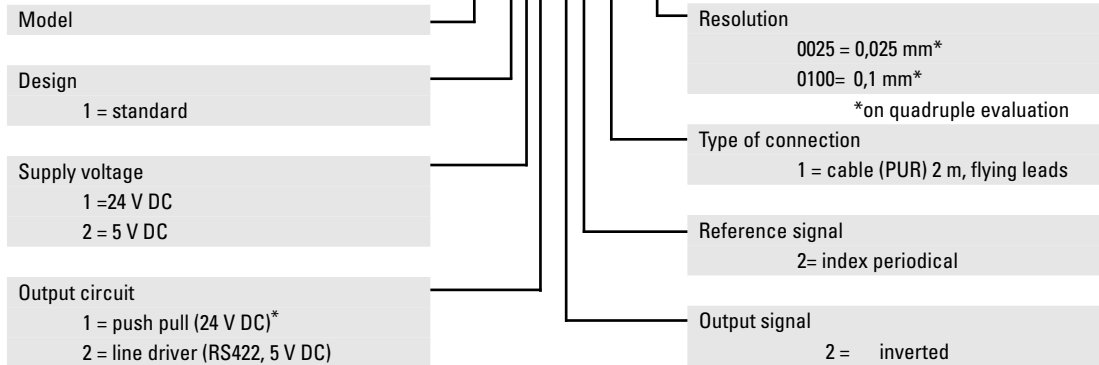 Model
Design
1 = standard
Supply voltage
1 =24 V DC
2 = 5 V DC
Output circuit
1 = push pull (24 V DC)*
2 = line driver (RS422, 5 V DC)
Resolution
0025 = 0,025 mm*
0100= 0,1 mm*
*on quadruple evaluation
Type of connection
1 = cable (PUR) 2 m, flying leads
Reference signal
2= index periodical
Output signal
2 = inverted